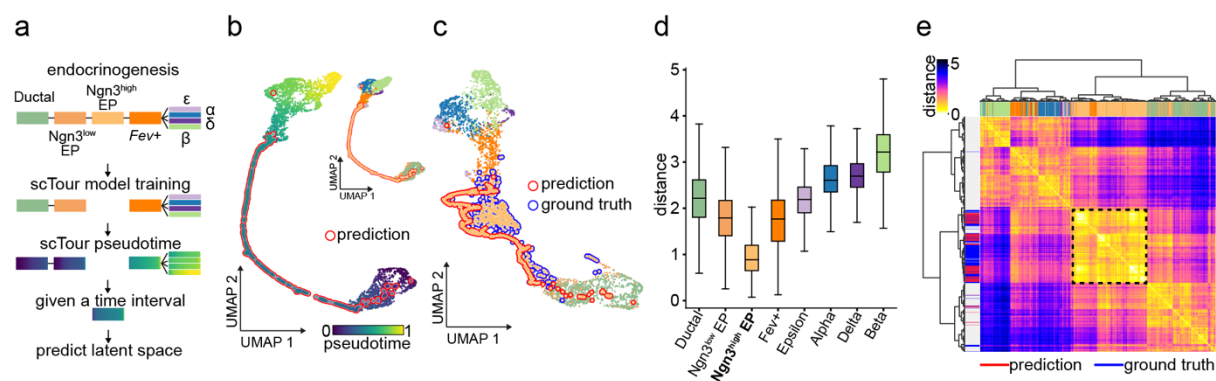 a
endocrinogenesis
Ductal
Ngn3high
EP
ε
α
δ
β
Ngn3low
EP
Fev+
scTour model training
scTour pseudotime
given a time interval
predict latent space
b
UMAP 2
UMAP 1
prediction
UMAP 2
UMAP 1
0
1
pseudotime
c
prediction
ground truth
UMAP 2
UMAP 1
d
distance
5
4
3
2
1
0
Ductal
Ngn3low EP
Ngn3high EP
Fev+
Epsilon
Alpha
Delta
Beta
e
distance
5
0
prediction
ground truth